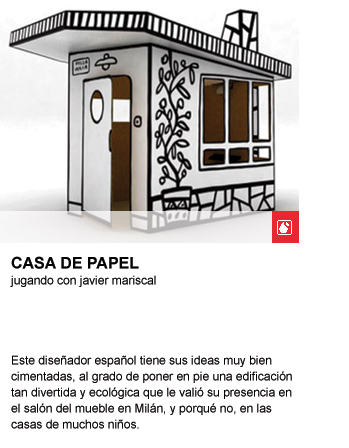 VILLA
JULIA
CASA DE PAPEL
jugando con javier mariscal
Este diseñador español tiene sus ideas muy bien
cimentadas, al grado de poner en pie una edificación
tan divertida y ecológica que le valió su presencia en
el salón del mueble en Milán, y porqué no, en las
casas de muchos niños.